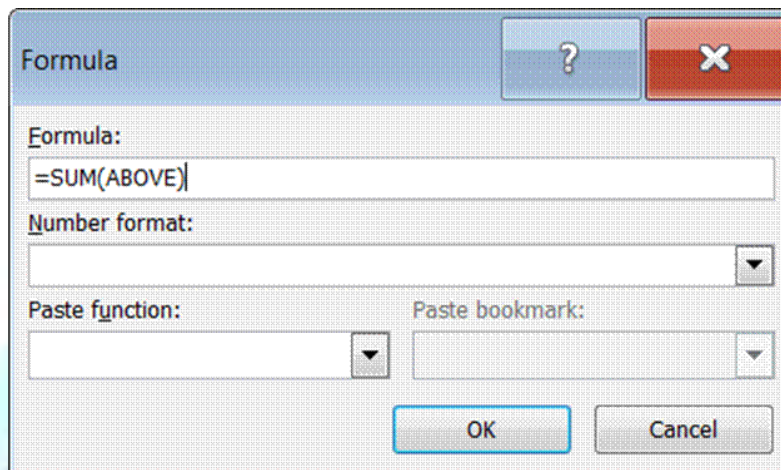 Formula
Formula:
=SUM(ABOVE)
Number format:
Paste function: Paste bookmark:
OK Cancel